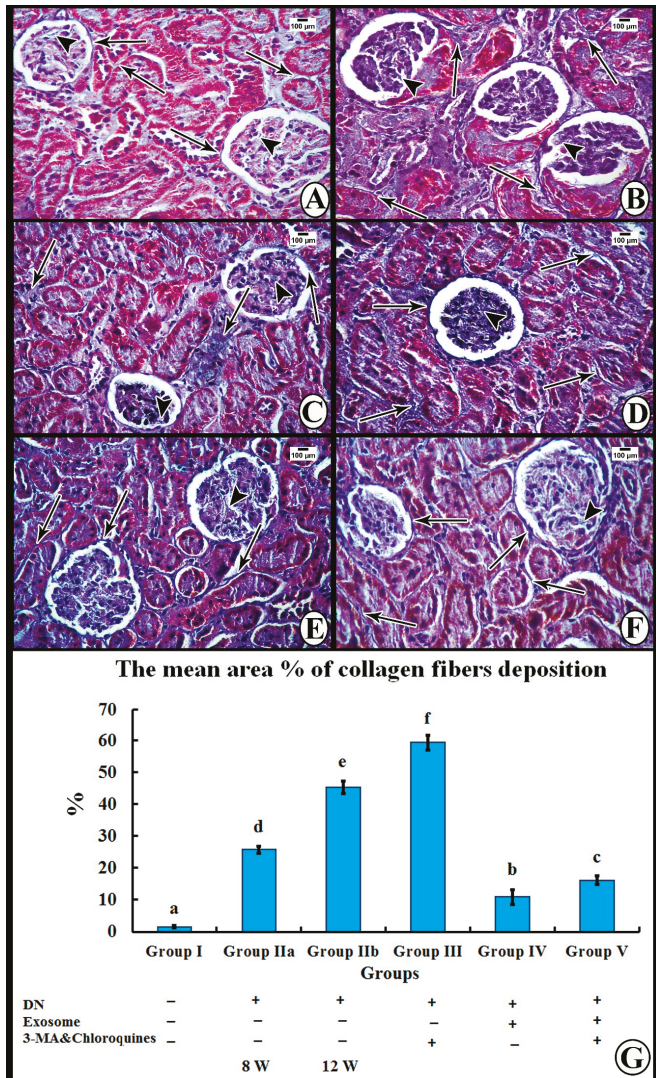 100 µm
100 µm
A
B
100 µm
100 µm
C
D
100 µm
100 µm
E
F
The mean area % of collagen fibers deposition
70
60
50
40
30
20
10
0
%
a
d
e
f
b
c
Group I Group IIa Group IIb Group III Group IV Group V
Groups
DN – + + + + +
Exosome – – – – + +
3-MA&Chloroquines – – – + – +
8 W 12 W
G